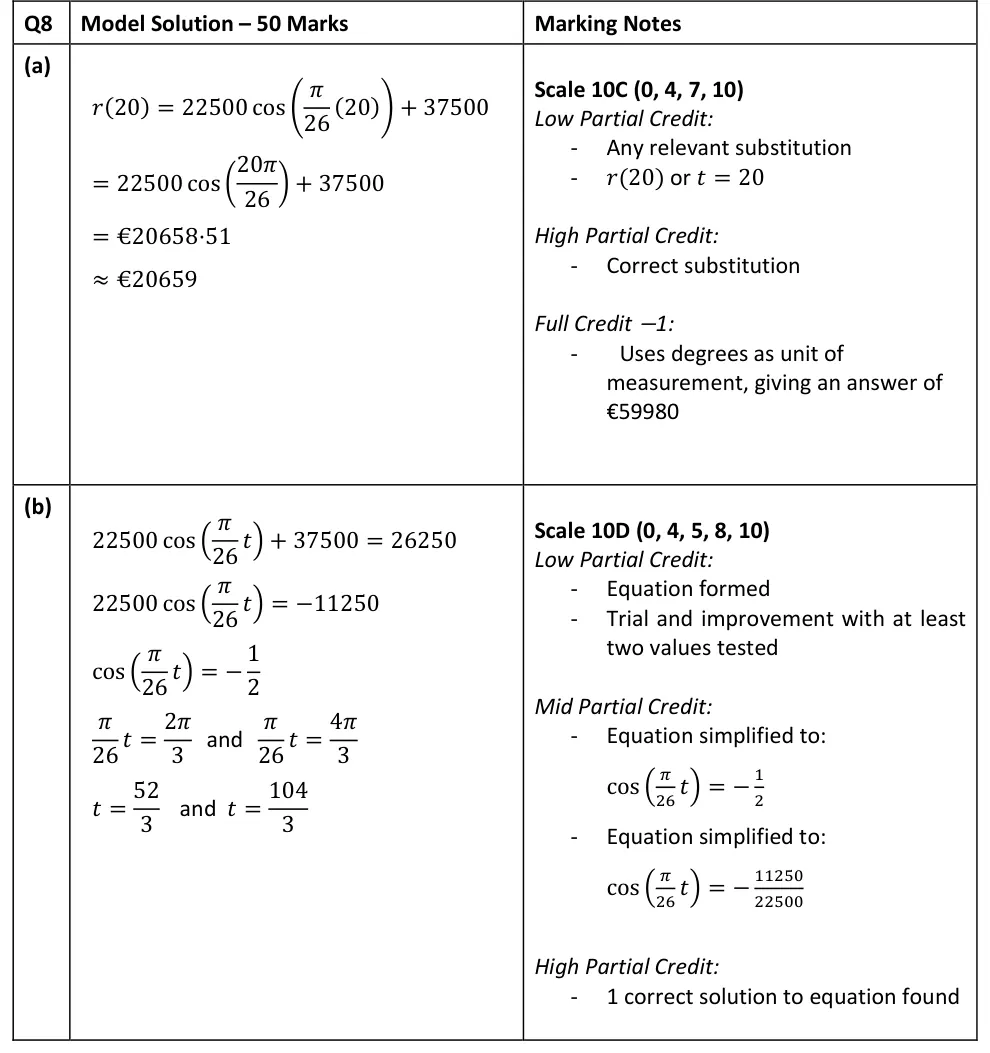 Q8 Model Solution – 50 Marks Marking Notes
(a)
r(20) = 22500 cos(π/26 (20)) + 37500
= 22500 cos(20π/26) + 37500
= €20658·51
≈ €20659
Scale 10C (0, 4, 7, 10)
Low Partial Credit:
- Any relevant substitution
- r(20) or t = 20
High Partial Credit:
- Correct substitution
Full Credit −1:
- Uses degrees as unit of
measurement, giving an answer of
€59980
(b)
22500 cos(π/26 t) + 37500 = 26250
22500 cos(π/26 t) = −11250
cos(π/26 t) = −1/2
π/26 t = 2π/3 and π/26 t = 4π/3
t = 52/3 and t = 104/3
Scale 10D (0, 4, 5, 8, 10)
Low Partial Credit:
- Equation formed
- Trial and improvement with at least
two values tested
Mid Partial Credit:
- Equation simplified to:
cos(π/26 t) = −1/2
- Equation simplified to:
cos(π/26 t) = −11250/22500
High Partial Credit:
- 1 correct solution to equation found